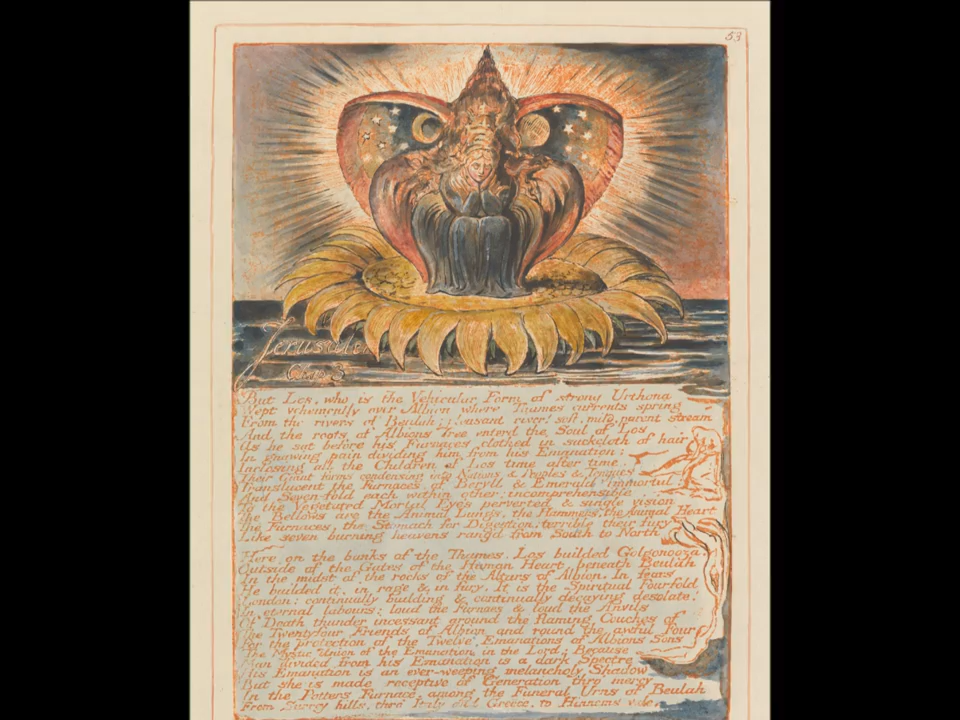 53
Jerusalem
Chap 3
But Los, who is the Vehicular Form of strong Urthona
Wept vehemently over Albion where Thames currents spring
From the rivers of Beulah; pleasant river! soft, mild, parent stream
And the roots of Albions Tree enterd the Soul of Los
As he sat before his Furnaces clothed in sackcloth of hair
In gnawing pain dividing him from his Emanation;
Inclosing all the Children of Los time after time.
Their Giant forms condensing into Nations & Peoples & Tongues
Translucent the Furnaces, of Beryll & Emerald immortal:
And Seven-fold each within other: incomprehensible
To the Vegetated Mortal Eye's perverted & single vision
The Bellows are the Animal Lungs. the Hammers, the Animal Heart
The Furnaces, the Stomach for Digestion; terrible their fury
Like seven burning heavens rang'd from South to North
Here on the banks of the Thames, Los builded Golgonooza,
Outside of the Gates of the Human Heart, beneath Beulah
In the midst of the rocks of the Altars of Albion. In fears
He builded it, in rage & in fury. It is the Spiritual Fourfold
London: continually building & continually decaying desolate!
In eternal labours: loud the Furnaces & loud the Anvils
Of Death thunder incessant around the flaming Couches of
The Twentyfour Friends of Albion and round the awful Four
For the protection of the Twelve Emanations of Albions Sons
The Mystic Union of the Emanation in the Lord; Because
Man divided from his Emanation is a dark Spectre
His Emanation is an ever-weeping melancholy Shadow
But she is made receptive of Generation thro' mercy
In the Potters Furnace, among the Funeral Urns of Beulah
From Surrey hills, thro' Italy and Greece, to Hinnoms vale.